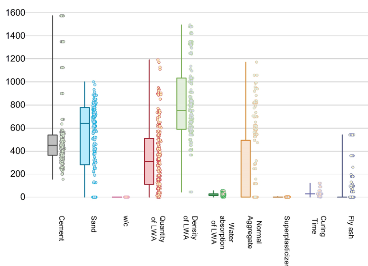 1600
1400
1200
1000
800
600
400
200
0
Cement
Sand
w/c
Quantity
of LWA
Density
of LWA
Water
absorption
of LWA
Normal
Aggregate
Superplasticizer
Curing
Time
Fly ash